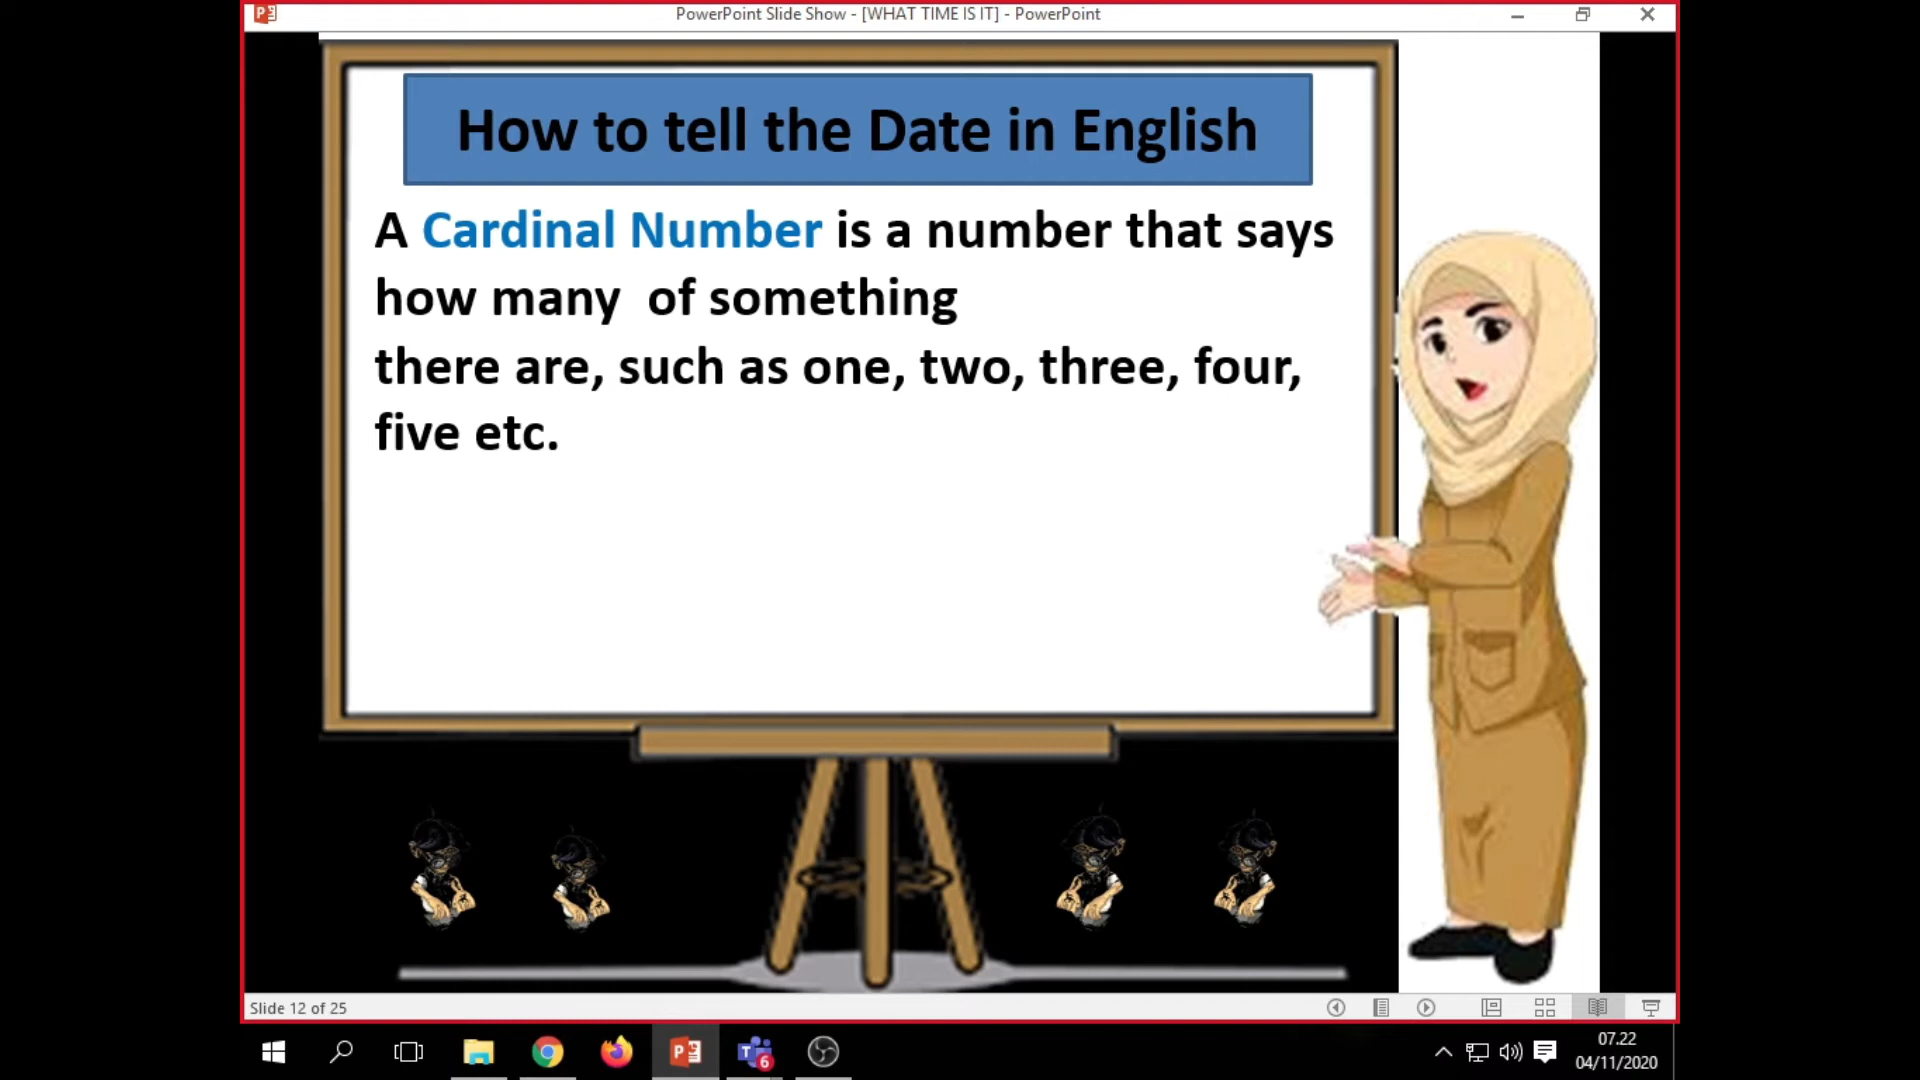 PowerPoint Slide Show - [WHAT TIME IS IT] - PowerPoint
How to tell the Date in English
A Cardinal Number is a number that says
how many of something
there are, such as one, two, three, four,
five etc.
Slide 12 of 25
6
07.22
04/11/2020